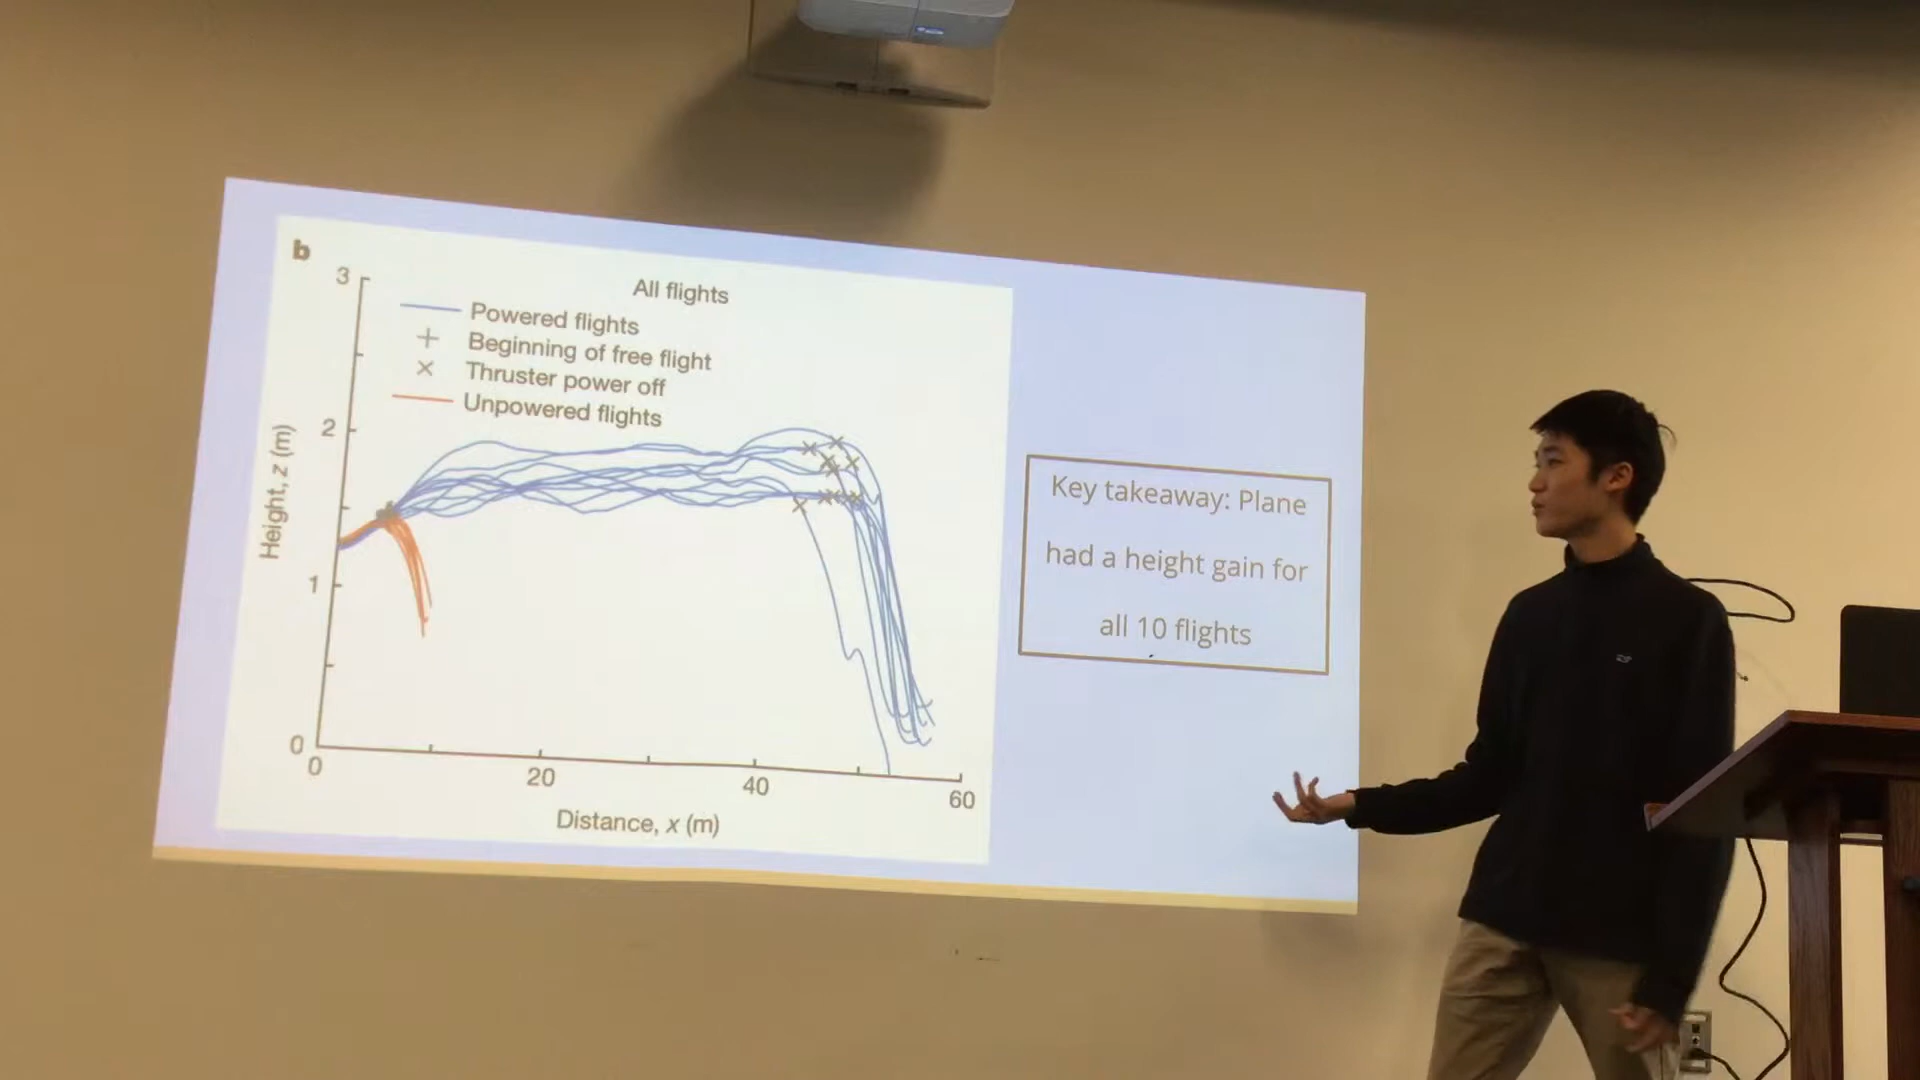 b
3
All flights
Powered flights
+ Beginning of free flight
× Thruster power off
Unpowered flights
2
Height, z (m)
1
0
0
20
40
60
Distance, x (m)
Key takeaway: Plane
had a height gain for
all 10 flights